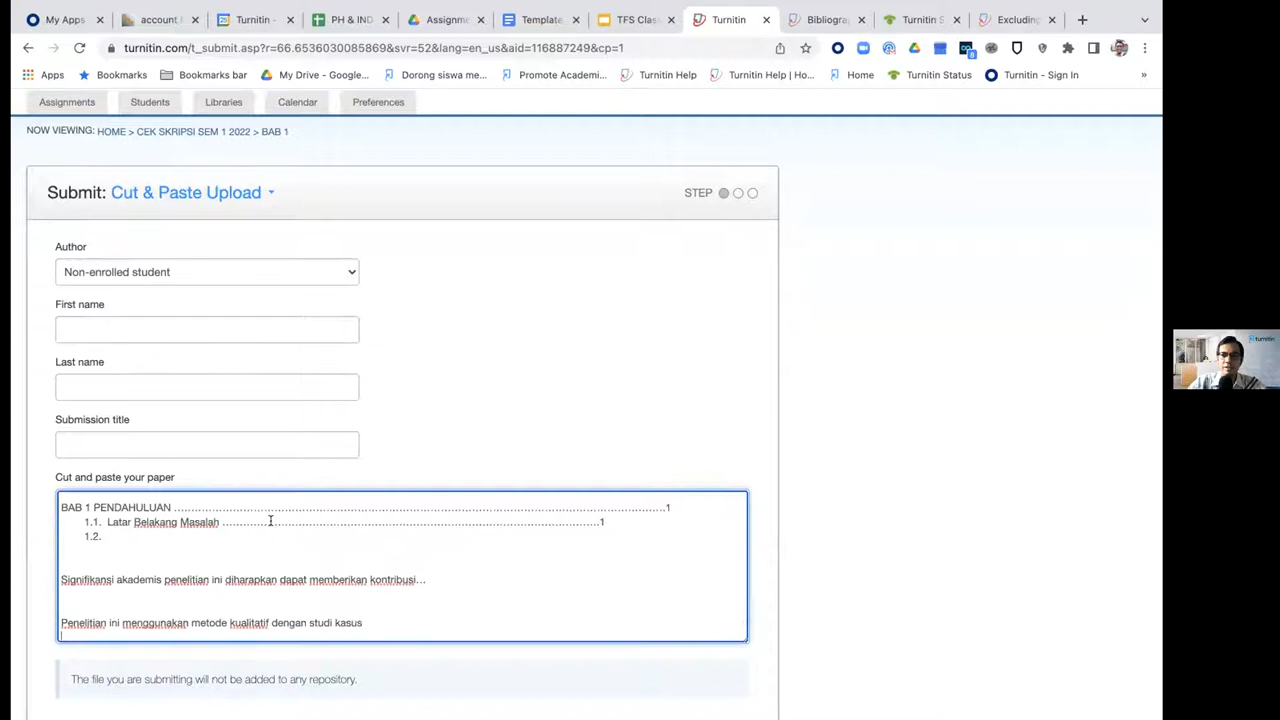 My Apps
account
Turnitin -
PH & IND
Assignme
Template
TFS Clas
Turnitin
Bibliogra
Turnitin S
Excluding
turnitin.com/t_submit.asp?r=66.6536030085869&svr=52&lang=en_us&aid=116887249&cp=1
Apps Bookmarks Bookmarks bar My Drive - Google... Dorong siswa me... Promote Academi... Turnitin Help Turnitin Help | Ho... Home Turnitin Status Turnitin - Sign In »
Assignments Students Libraries Calendar Preferences
NOW VIEWING: HOME > CEK SKRIPSI SEM 1 2022 > BAB 1
Submit: Cut & Paste Upload
STEP
Author
Non-enrolled student
First name
Last name
Submission title
Cut and paste your paper
BAB 1 PENDAHULUAN ...............................................................................................................................1
1.1. Latar Belakang Masalah ...............................................................................................1
1.2.
Signifikansi akademis penelitian ini diharapkan dapat memberikan kontribusi...
Penelitian ini menggunakan metode kualitatif dengan studi kasus
The file you are submitting will not be added to any repository.
turnitin